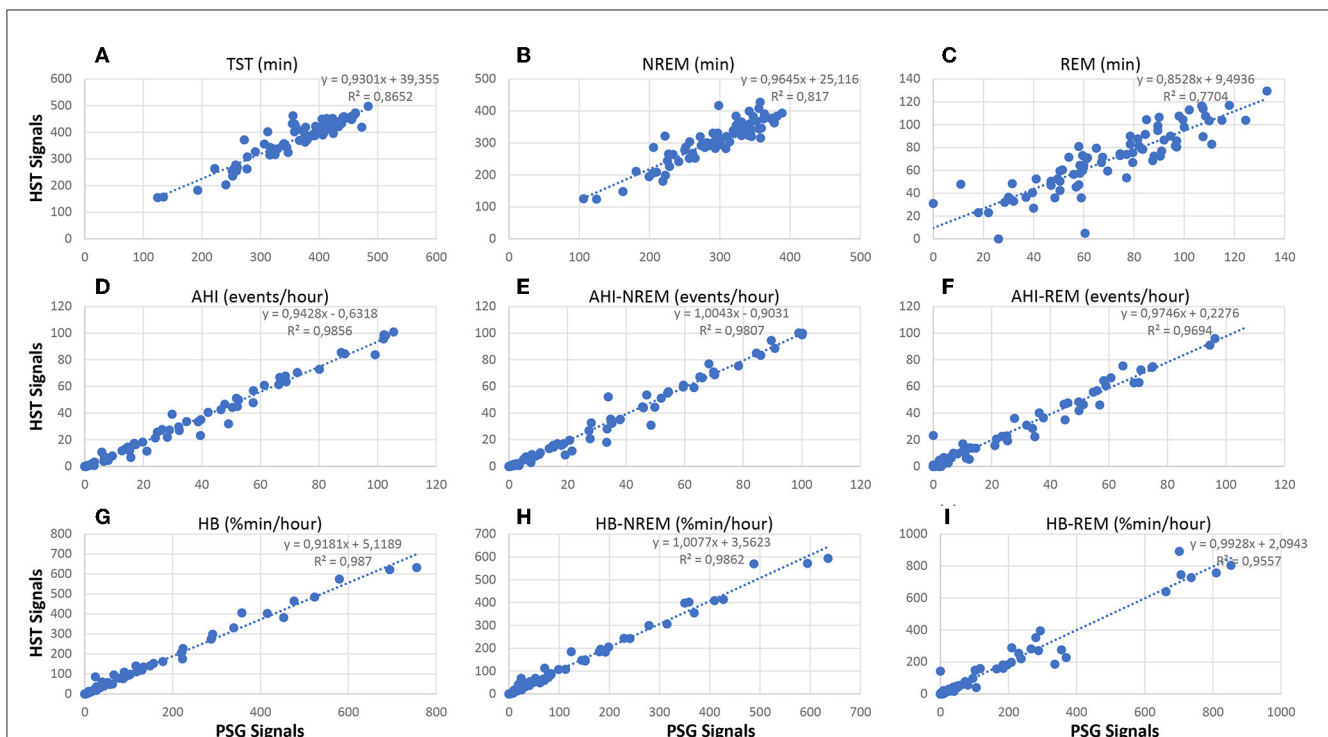 A
TST (min)
y = 0,9301x + 39,355
R² = 0,8652
HST Signals
600
500
400
300
200
100
0
0 100 200 300 400 500 600
B
NREM (min)
y = 0,9645x + 25,116
R² = 0,817
500
400
300
200
100
0
0 100 200 300 400 500
C
REM (min)
y = 0,8528x + 9,4936
R² = 0,7704
140
120
100
80
60
40
20
0
0 20 40 60 80 100 120 140
D
AHI (events/hour)
y = 0,9428x - 0,6318
R² = 0,9856
HST Signals
120
100
80
60
40
20
0
0 20 40 60 80 100 120
E
AHI-NREM (events/hour)
y = 1,0043x - 0,9031
R² = 0,9807
120
100
80
60
40
20
0
0 20 40 60 80 100 120
F
AHI-REM (events/hour)
y = 0,9746x + 0,2276
R² = 0,9694
120
100
80
60
40
20
0
0 20 40 60 80 100 120
G
HB (%min/hour)
y = 0,9181x + 5,1189
R² = 0,987
HST Signals
800
700
600
500
400
300
200
100
0
0 200 400 600 800
PSG Signals
H
HB-NREM (%min/hour)
y = 1,0077x + 3,5623
R² = 0,9862
700
600
500
400
300
200
100
0
0 100 200 300 400 500 600 700
PSG Signals
I
HB-REM (%min/hour)
y = 0,9928x + 2,0943
R² = 0,9557
1000
800
600
400
200
0
0 200 400 600 800 1000
PSG Signals